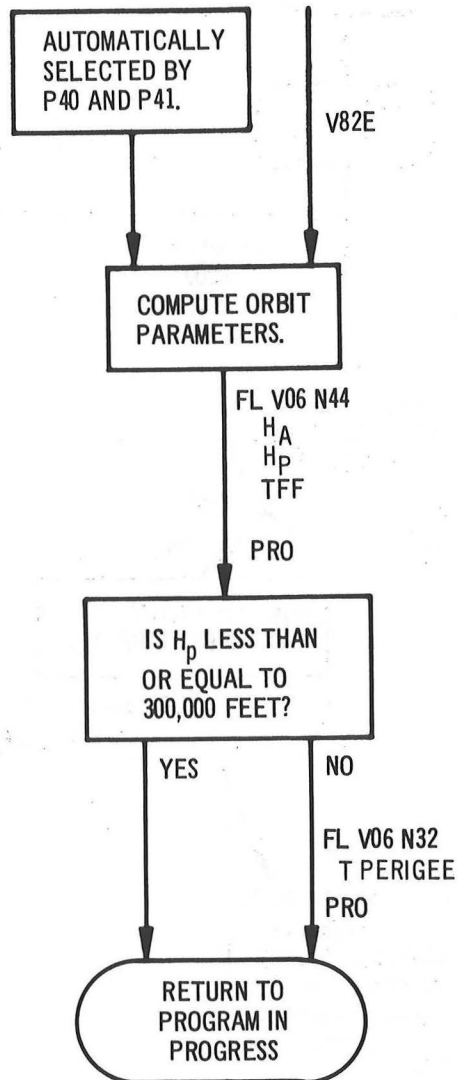 AUTOMATICALLY
SELECTED BY
P40 AND P41.
V82E
COMPUTE ORBIT
PARAMETERS.
FL V06 N44
HA
HP
TFF
PRO
IS Hp LESS THAN
OR EQUAL TO
300,000 FEET?
YES
NO
FL V06 N32
T PERIGEE
PRO
RETURN TO
PROGRAM IN
PROGRESS